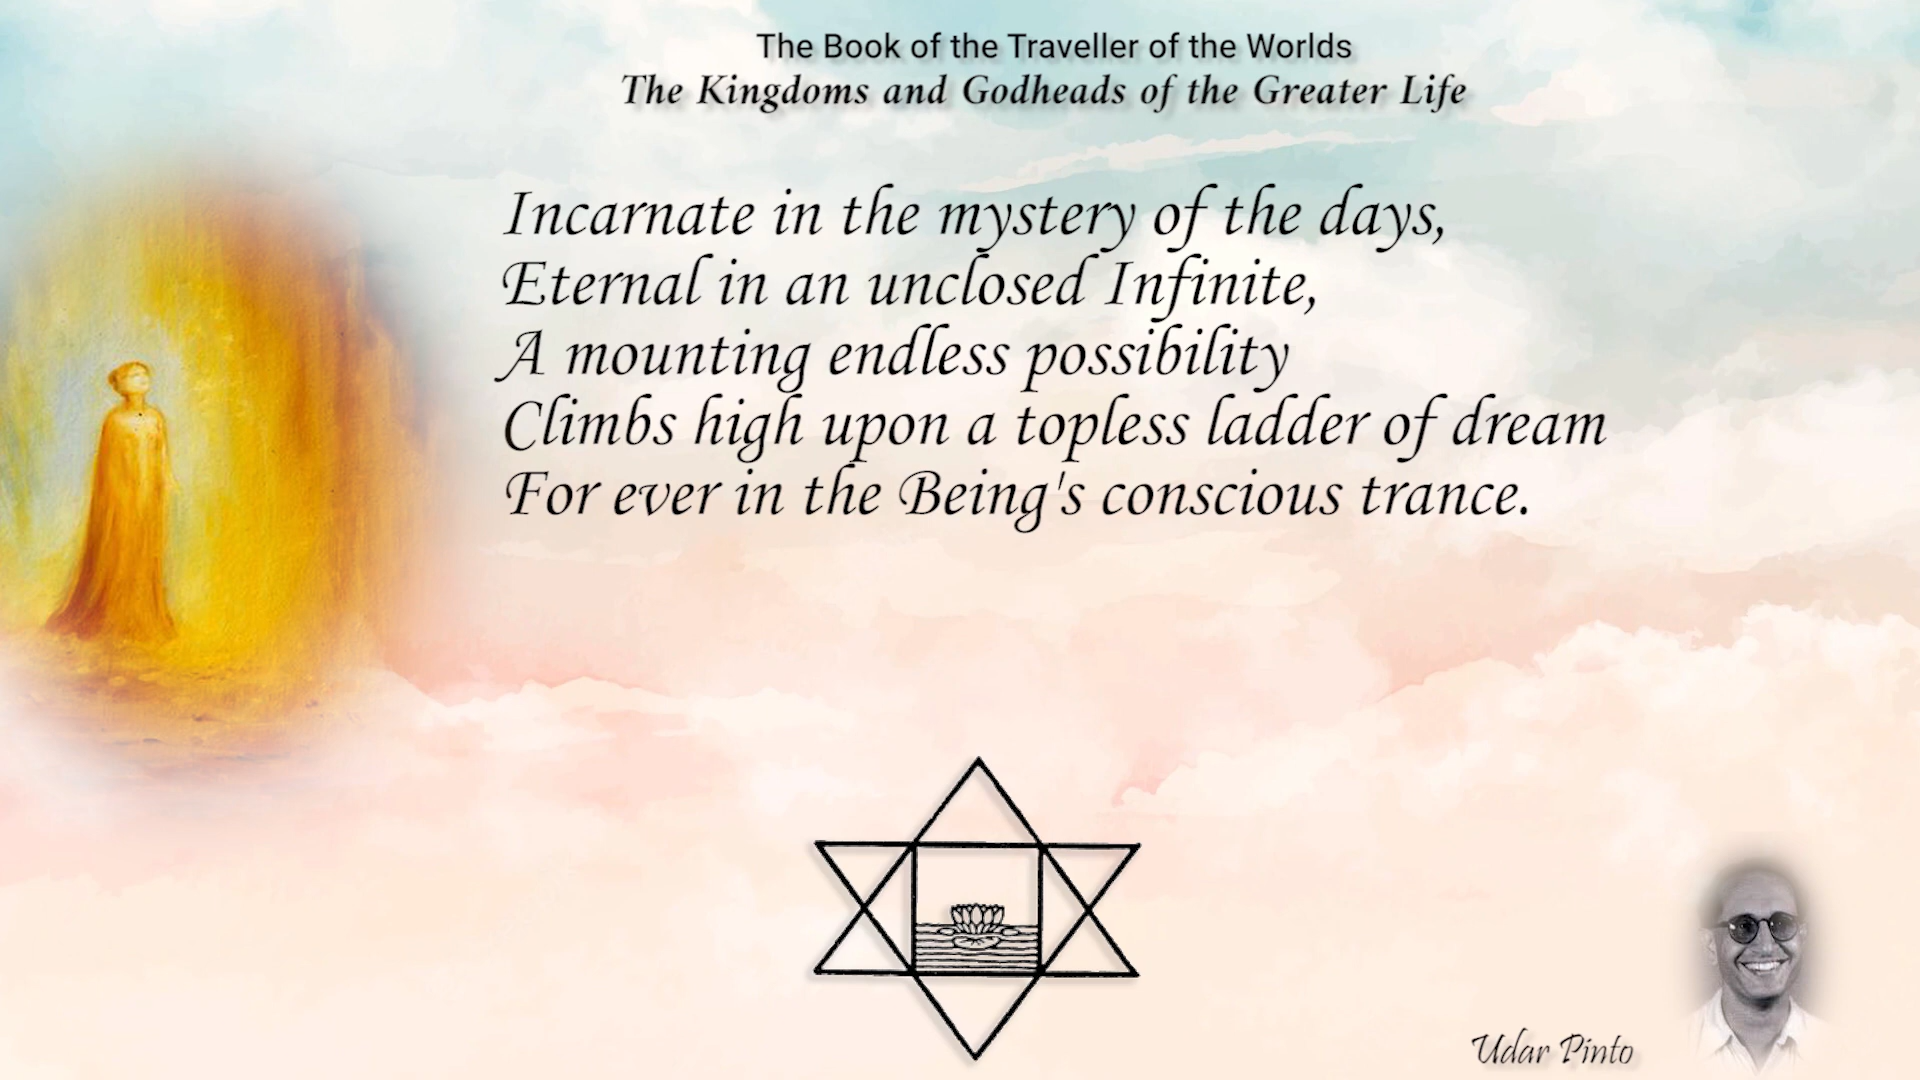 The Book of the Traveller of the Worlds
The Kingdoms and Godheads of the Greater Life
Incarnate in the mystery of the days,
Eternal in an unclosed Infinite,
A mounting endless possibility
Climbs high upon a topless ladder of dream
For ever in the Being's conscious trance.
Udar Pinto